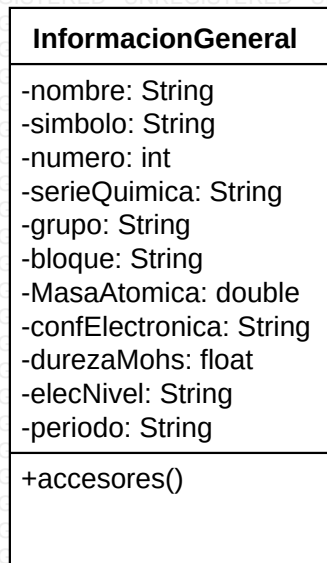 InformacionGeneral
-nombre: String
-simbolo: String
-numero: int
-serieQuimica: String
-grupo: String
-bloque: String
-MasaAtomica: double
-confElectronica: String
-durezaMohs: float
-elecNivel: String
-periodo: String
+accesores()